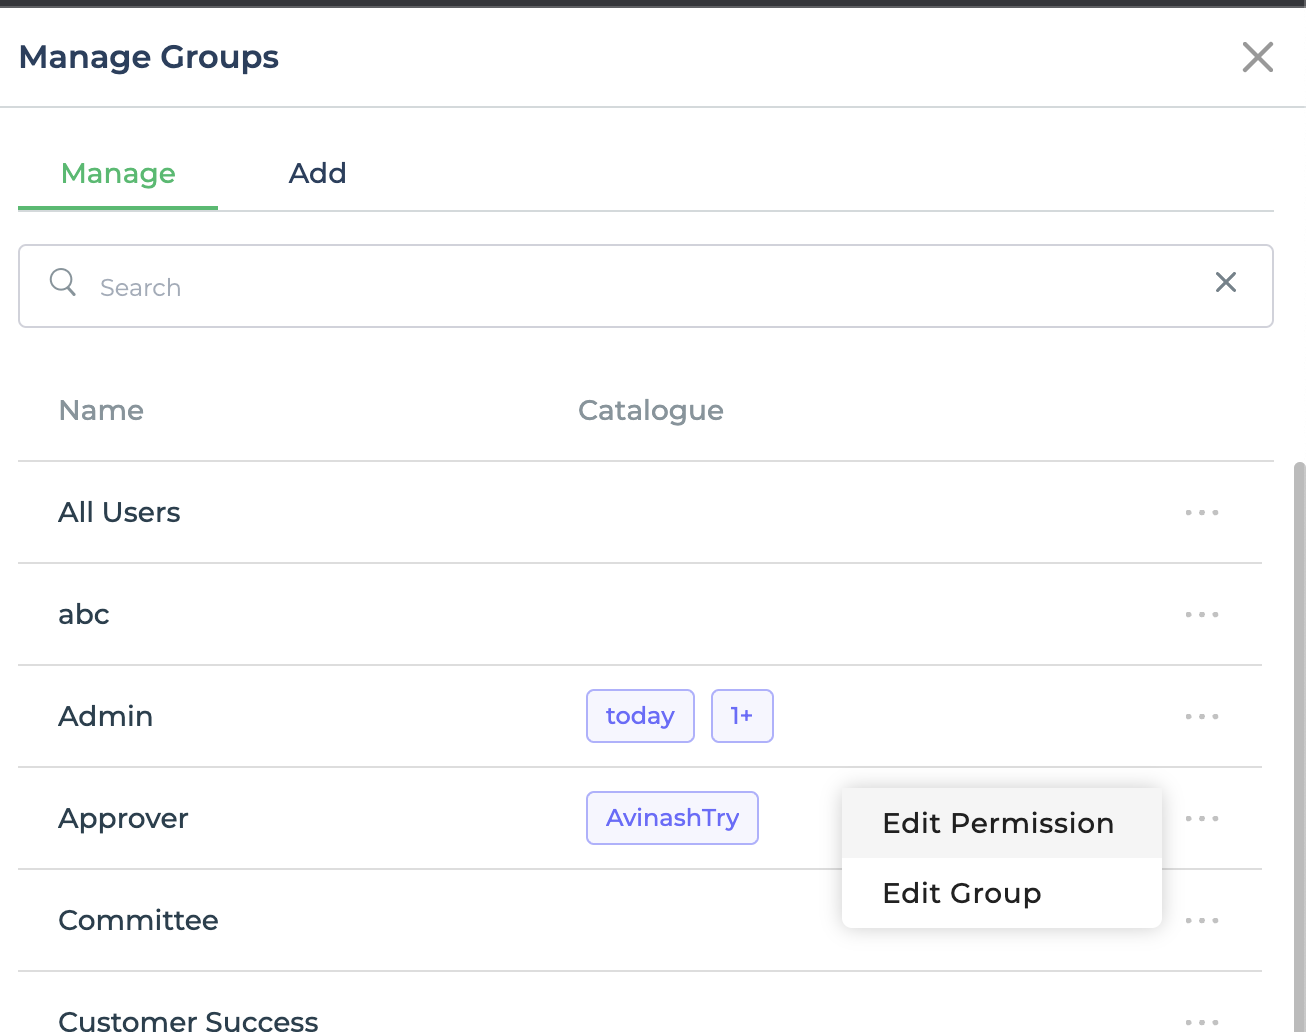 Manage Groups
Manage
Add
Search
Name
Catalogue
All Users
abc
Admin
today
1+
Approver
AvinashTry
Edit Permission
Edit Group
Committee
Customer Success